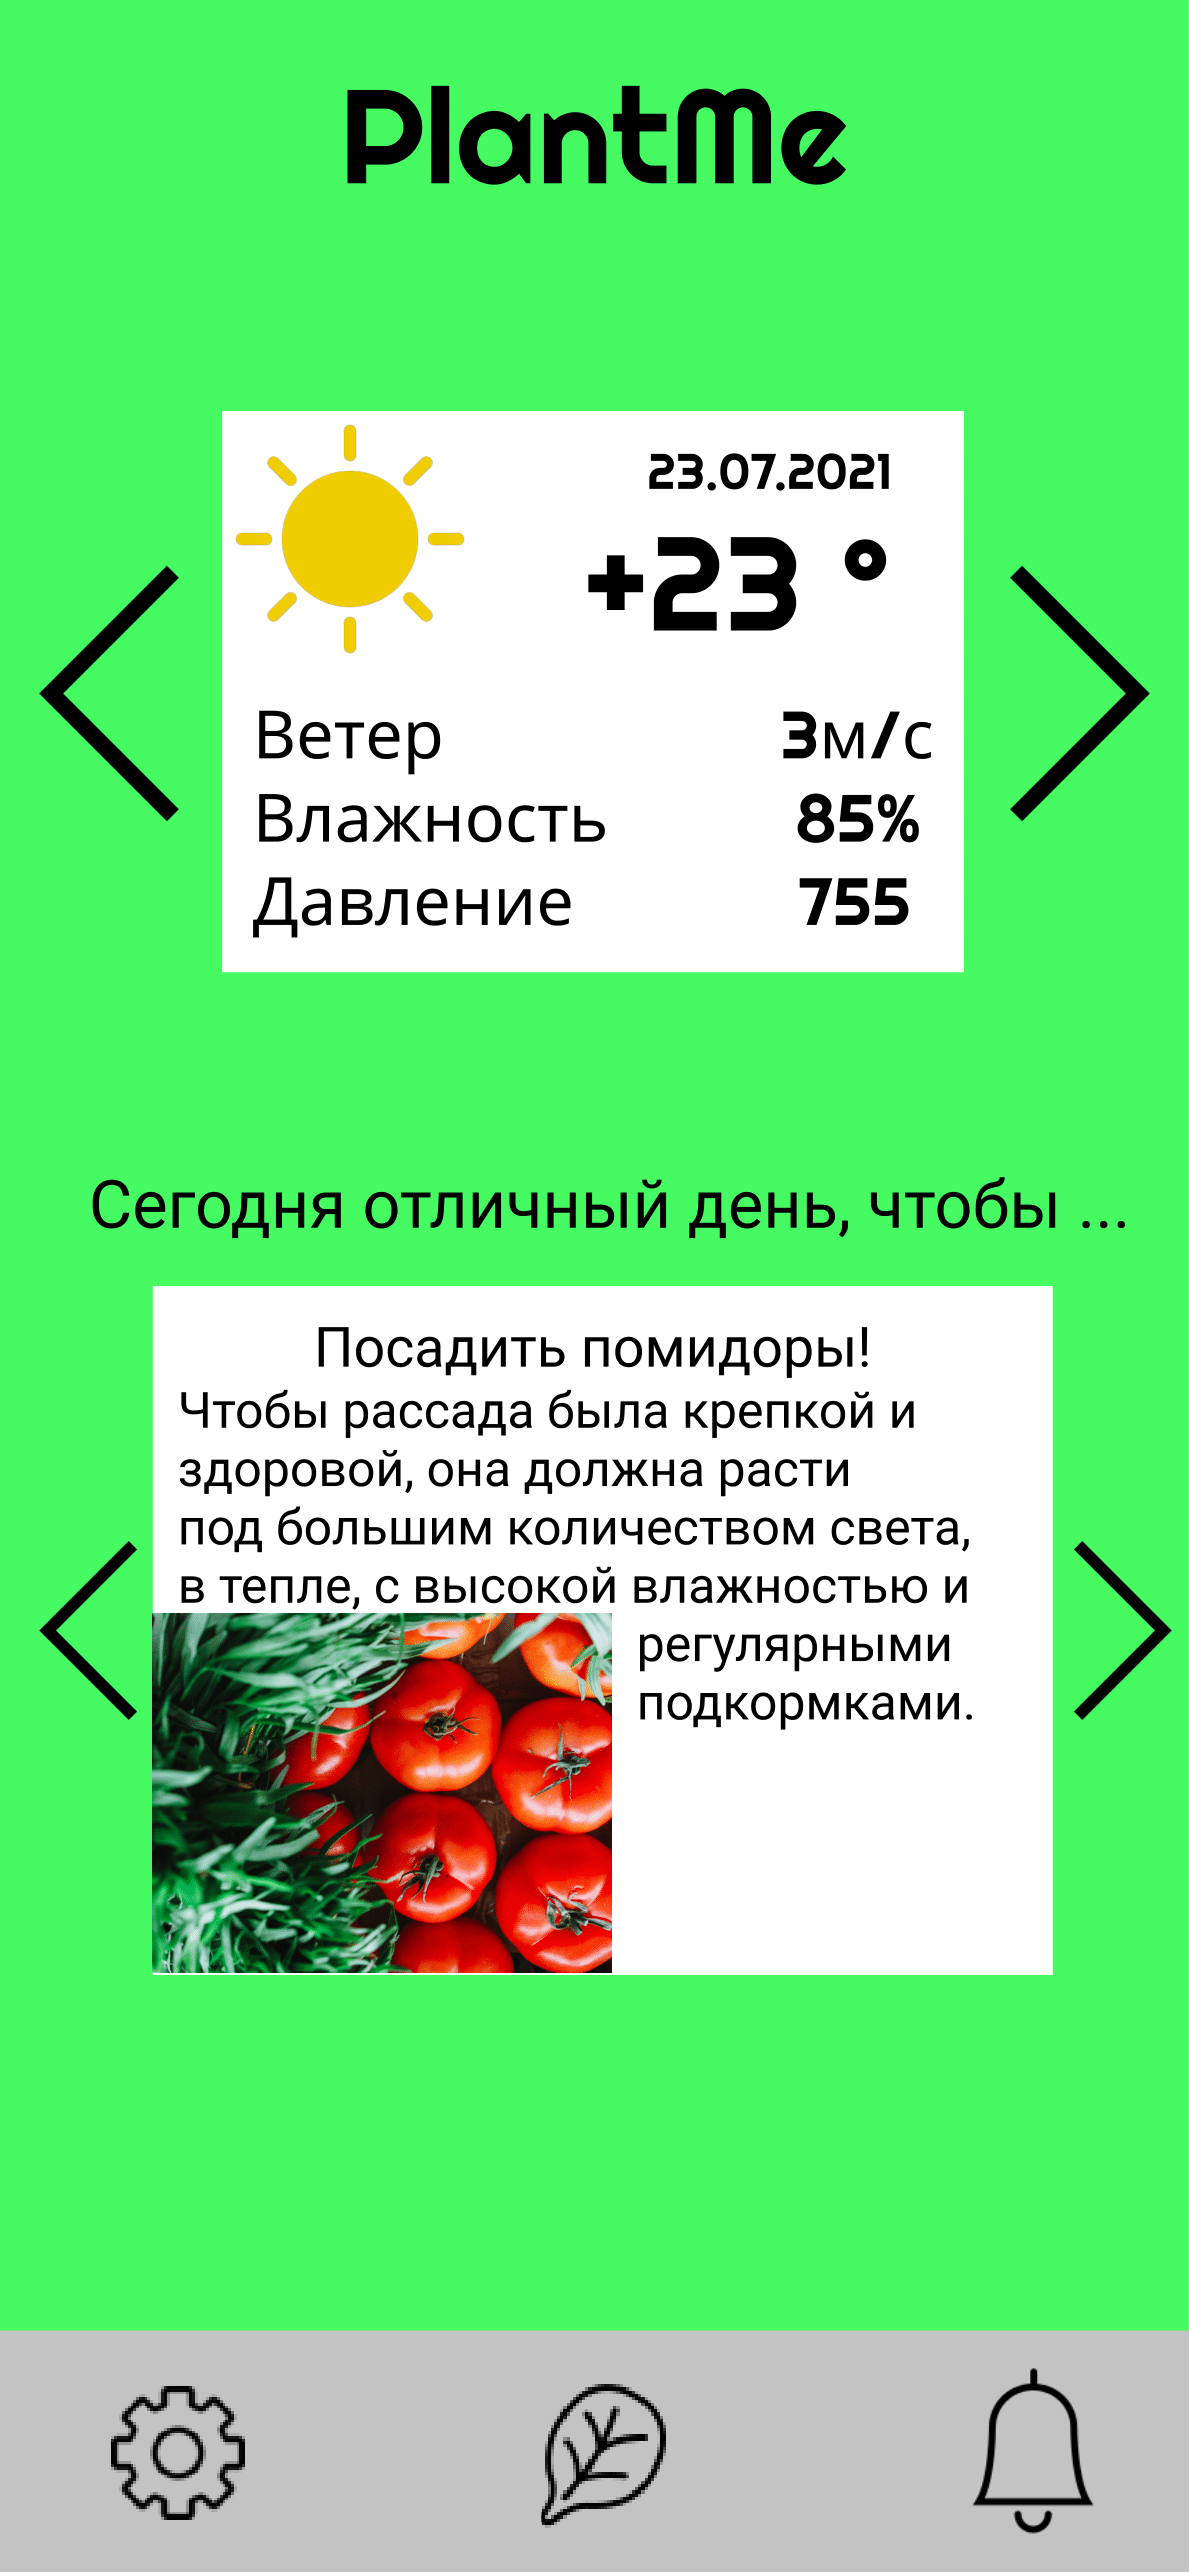 PlantMe
23.07.2021
+23 °
Ветер 3м/с
Влажность 85%
Давление 755
Сегодня отличный день, чтобы ...
Посадить помидоры!
Чтобы рассада была крепкой и
здоровой, она должна расти
под большим количеством света,
в тепле, с высокой влажностью и
регулярными
подкормками.